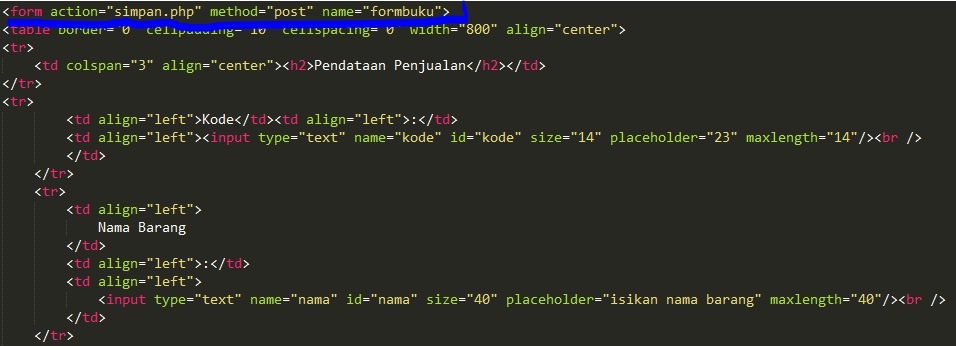 <form action="simpan.php" method="post" name="formbuku">
<table border="0" cellpadding="10" cellspacing="0" width="800" align="center">
<tr>
<td colspan="3" align="center"><h2>Pendataan Penjualan</h2></td>
</tr>
<tr>
<td align="left">Kode</td><td align="left">:</td>
<td align="left"><input type="text" name="kode" id="kode" size="14" placeholder="23" maxlength="14"/><br />
</td>
</tr>
<tr>
<td align="left">
Nama Barang
</td>
<td align="left">:</td>
<td align="left">
<input type="text" name="nama" id="nama" size="40" placeholder="isikan nama barang" maxlength="40"/><br />
</td>
</tr>